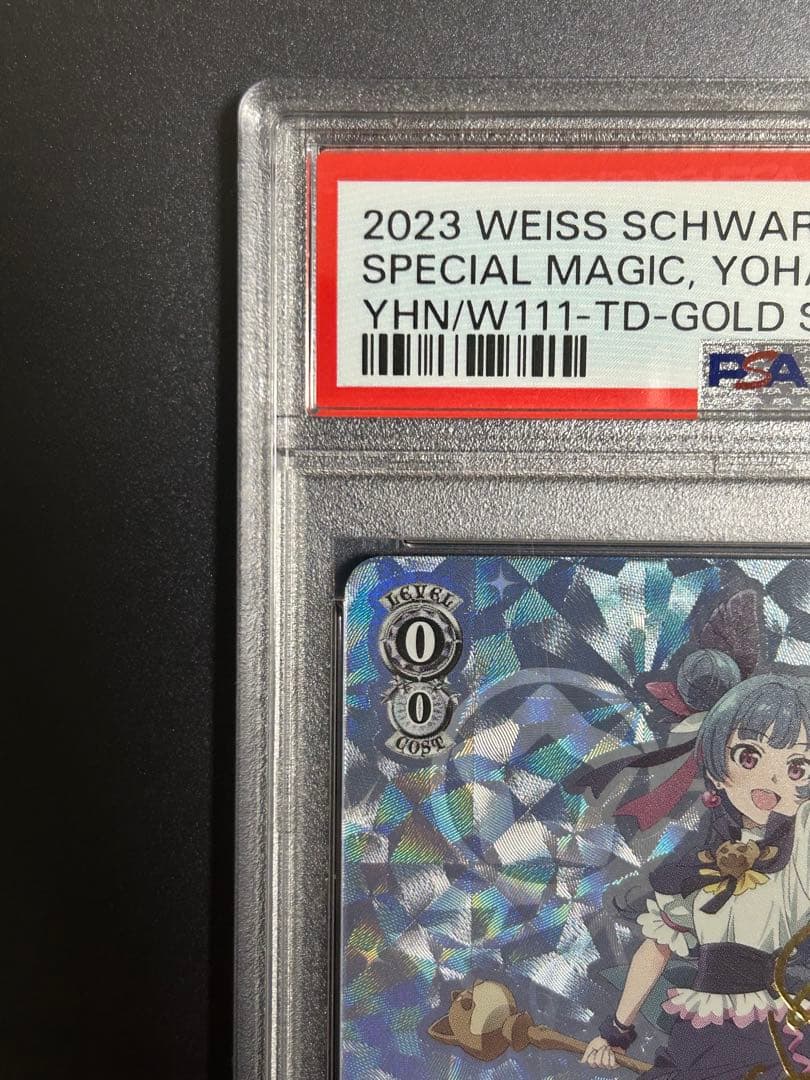 2023 WEISS SCHWAR
SPECIAL MAGIC, YOHA
YHN/W111-TD-GOLD S
PSA
LEVEL
0
0
COST